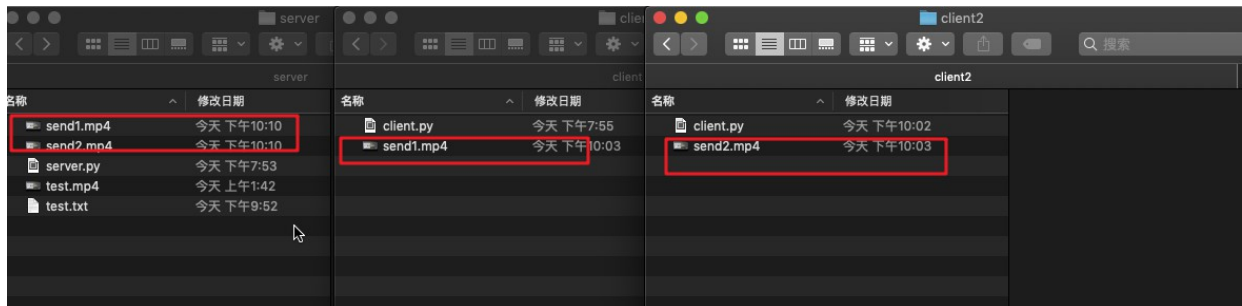 server
server
名称 修改日期
send1.mp4 今天 下午10:10
send2.mp4 今天 下午10:10
server.py 今天 下午7:53
test.mp4 今天 上午1:42
test.txt 今天 下午9:52
clie
client
名称 修改日期
client.py 今天 下午7:55
send1.mp4 今天 下午10:03
client2
搜索
client2
名称 修改日期
client.py 今天 下午10:02
send2.mp4 今天 下午10:03